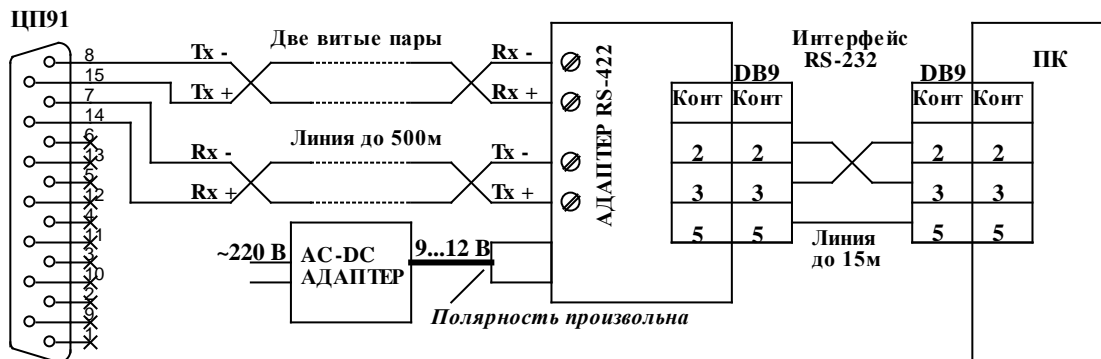 ЦП91
8
15
7
14
6
13
5
12
4
11
3
10
2
9
1
Tx -
Две витые пары
Rx -
Tx +
Rx +
Rx -
Линия до 500м
Tx -
Rx +
Tx +
~220 В
AC-DC
АДАПТЕР
9...12 В
Полярность произвольна
АДАПТЕР RS-422
DB9
Конт Конт
2 2
3 3
5 5
Интерфейс
RS-232
Линия
до 15м
DB9
Конт Конт
2 2
3 3
5 5
ПК